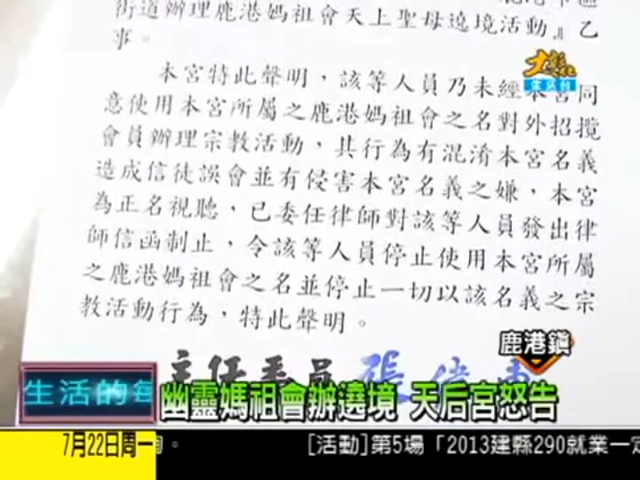 街道辦理鹿港媽祖會天上聖母遶境活動』乙
事。
本宮特此聲明，該等人員乃未經本宮同
意使用本宮所屬之鹿港媽祖會之名對外招攬
會員辦理宗教活動，其行為有混淆本宮名義
造成信徒誤會並有侵害本宮名義之嫌，本宮
為正名視聽，已委任律師對該等人員發出律
師信函制止，令該等人員停止使用本宮所屬
之鹿港媽祖會之名並停止一切以該名義之宗
教活動行為，特此聲明。
主任委員 張
鹿港鎮
生活的每
幽靈媽祖會辦遶境 天后宮怒告
7月22日周一
[活動]第5場「2013建縣290就業一定